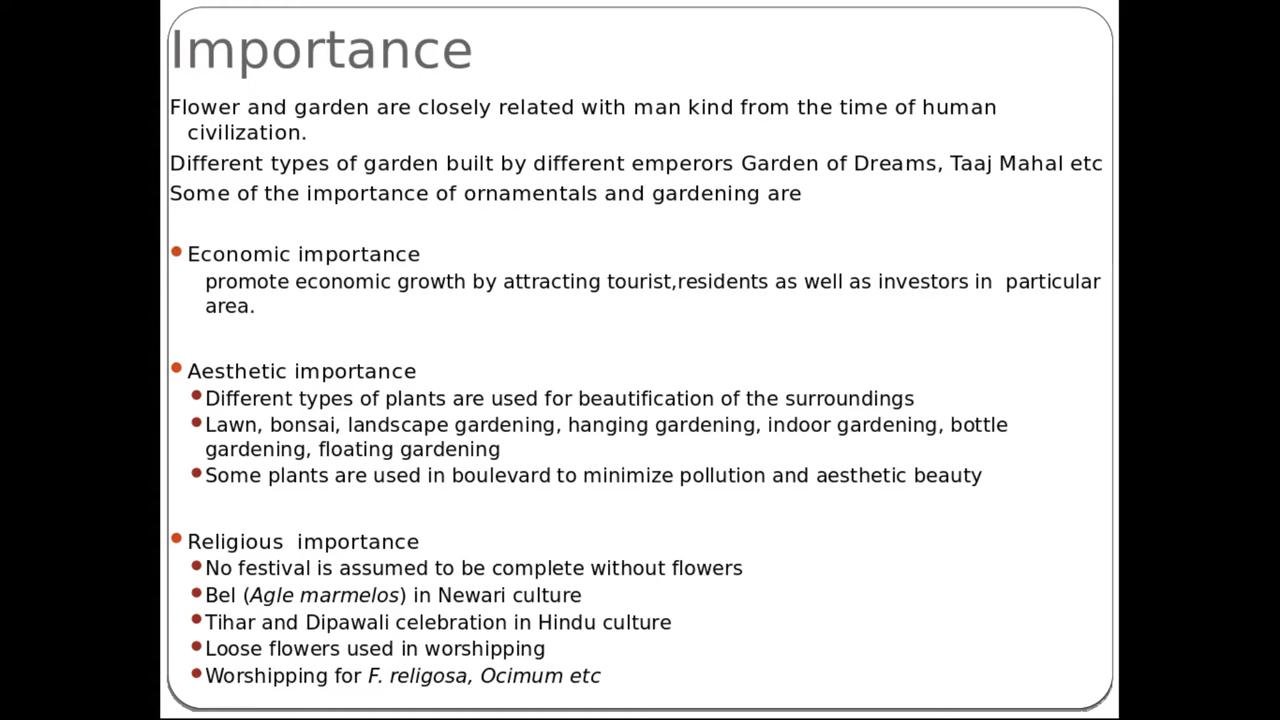 Importance
Flower and garden are closely related with man kind from the time of human
civilization.
Different types of garden built by different emperors Garden of Dreams, Taaj Mahal etc
Some of the importance of ornamentals and gardening are
Economic importance
promote economic growth by attracting tourist,residents as well as investors in  particular
area.
Aesthetic importance
Different types of plants are used for beautification of the surroundings
Lawn, bonsai, landscape gardening, hanging gardening, indoor gardening, bottle
gardening, floating gardening
Some plants are used in boulevard to minimize pollution and aesthetic beauty
Religious  importance
No festival is assumed to be complete without flowers
Bel (Agle marmelos) in Newari culture
Tihar and Dipawali celebration in Hindu culture
Loose flowers used in worshipping
Worshipping for F. religosa, Ocimum etc